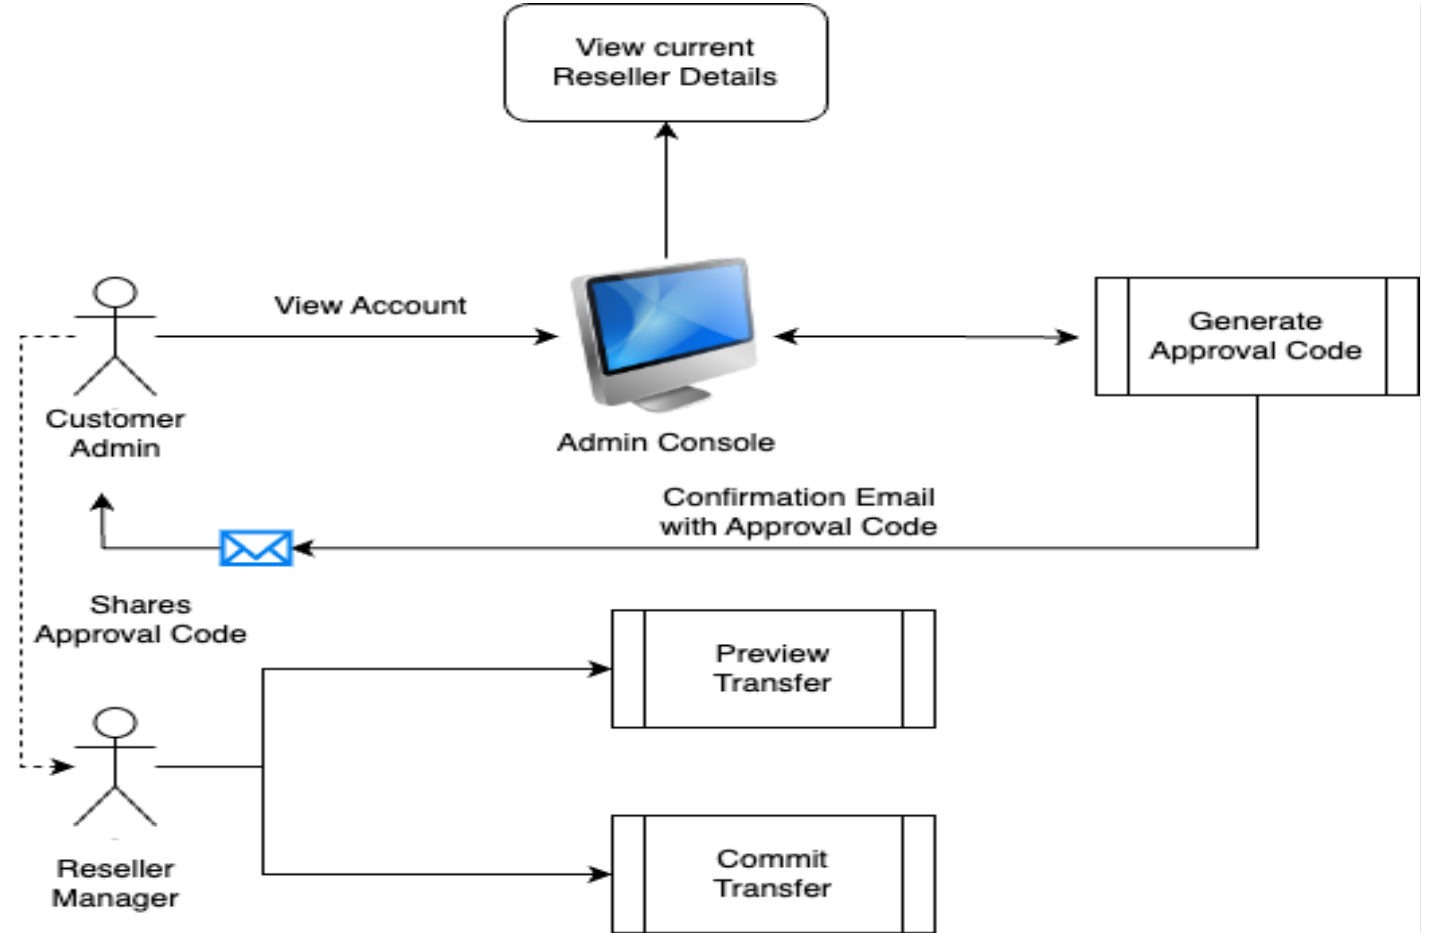 View current
Reseller Details
View Account
Generate
Approval Code
Customer
Admin
Admin Console
Confirmation Email
with Approval Code
Shares
Approval Code
Preview
Transfer
Reseller
Manager
Commit
Transfer